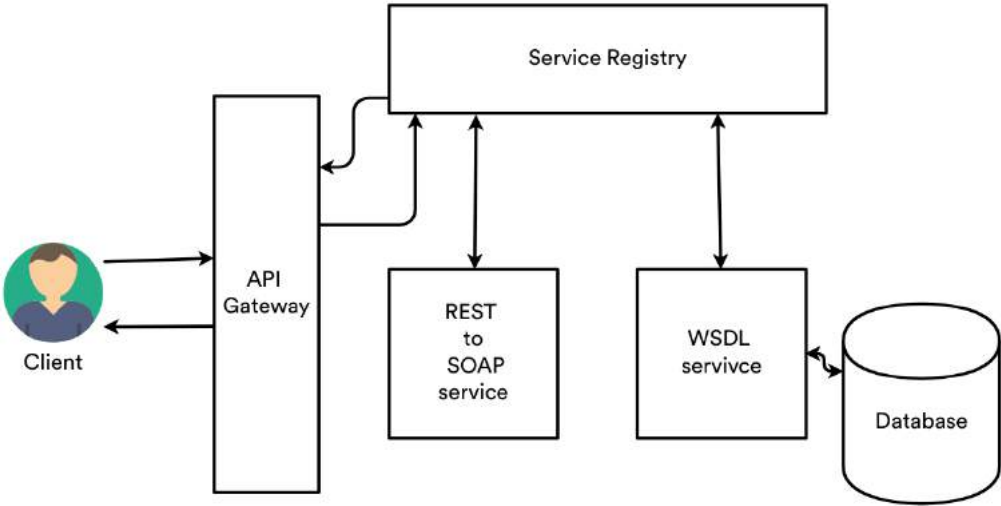 Service Registry
API
Gateway
Client
REST
to
SOAP
service
WSDL
servivce
Database